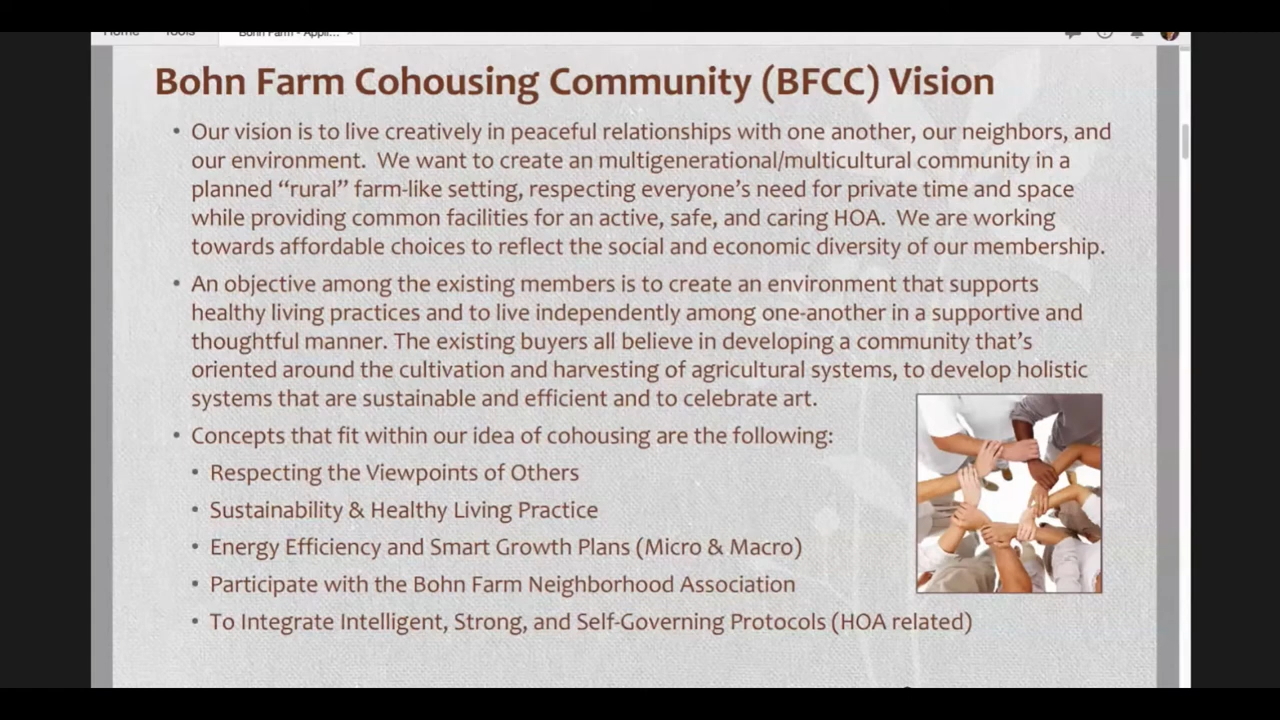 Home Tools Bohn Farm - Appli... ×
Bohn Farm Cohousing Community (BFCC) Vision
• Our vision is to live creatively in peaceful relationships with one another, our neighbors, and
our environment. We want to create an multigenerational/multicultural community in a
planned “rural” farm-like setting, respecting everyone’s need for private time and space
while providing common facilities for an active, safe, and caring HOA. We are working
towards affordable choices to reflect the social and economic diversity of our membership.
• An objective among the existing members is to create an environment that supports
healthy living practices and to live independently among one-another in a supportive and
thoughtful manner. The existing buyers all believe in developing a community that’s
oriented around the cultivation and harvesting of agricultural systems, to develop holistic
systems that are sustainable and efficient and to celebrate art.
• Concepts that fit within our idea of cohousing are the following:
• Respecting the Viewpoints of Others
• Sustainability & Healthy Living Practice
• Energy Efficiency and Smart Growth Plans (Micro & Macro)
• Participate with the Bohn Farm Neighborhood Association
• To Integrate Intelligent, Strong, and Self-Governing Protocols (HOA related)